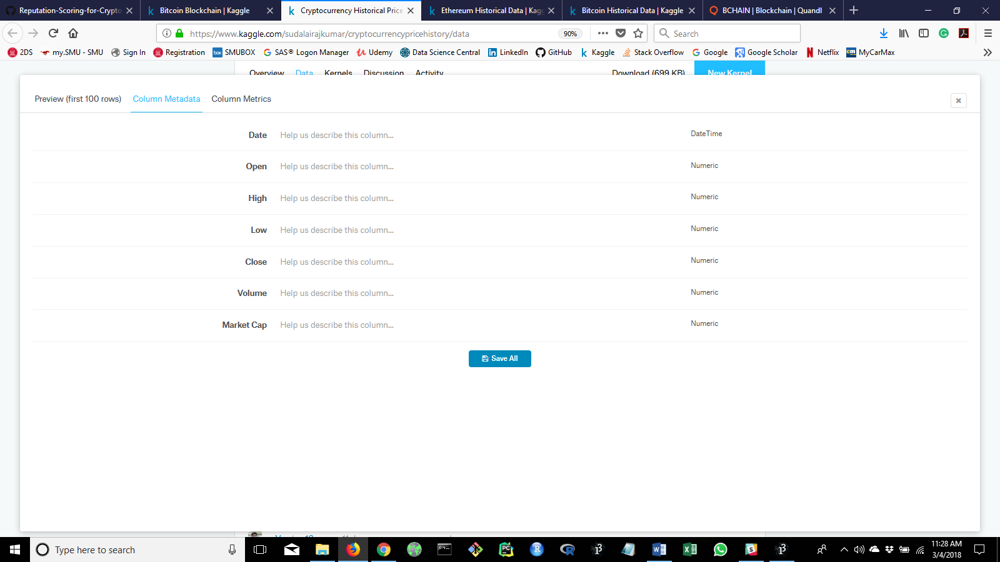 Reputation-Scoring-for-Crypto
Bitcoin Blockchain | Kaggle
Cryptocurrency Historical Price
Ethereum Historical Data | Kag
Bitcoin Historical Data | Kaggle
BCHAIN | Blockchain | Quandl
https://www.kaggle.com/sudalairajkumar/cryptocurrencypricehistory/data
90%
Search
2DS
my.SMU - SMU
Sign In
Registration
box
SMUBOX
SAS® Logon Manager
Udemy
Data Science Central
LinkedIn
GitHub
Kaggle
Stack Overflow
Google
Google Scholar
Netflix
MyCarMax
Overview
Data
Kernels
Discussion
Activity
Download (699 KB)
New Kernel
Preview (first 100 rows)
Column Metadata
Column Metrics
Date Help us describe this column... DateTime
Open Help us describe this column... Numeric
High Help us describe this column... Numeric
Low Help us describe this column... Numeric
Close Help us describe this column... Numeric
Volume Help us describe this column... Numeric
Market Cap Help us describe this column... Numeric
Save All
Type here to search
11:28 AM
3/4/2018